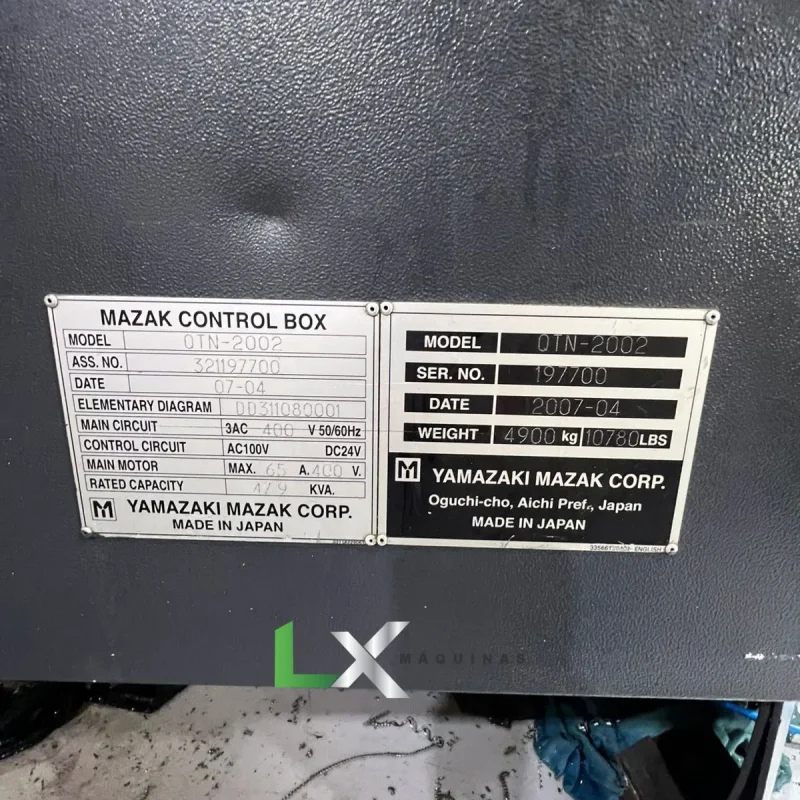 MAZAK CONTROL BOX
MODEL QTN-2002
ASS. NO. 321197700
DATE 07-04
ELEMENTARY DIAGRAM DD311080001
MAIN CIRCUIT 3AC 400 V 50/60Hz
CONTROL CIRCUIT AC100V DC24V
MAIN MOTOR MAX. 65 A. 400 V.
RATED CAPACITY KVA.
M YAMAZAKI MAZAK CORP.
MADE IN JAPAN
MODEL QTN-2002
SER. NO. 197700
DATE 2007-04
WEIGHT 4900 kg 10780 LBS
M YAMAZAKI MAZAK CORP.
Oguchi-cho, Aichi Pref., Japan
MADE IN JAPAN
LX MÁQUINAS